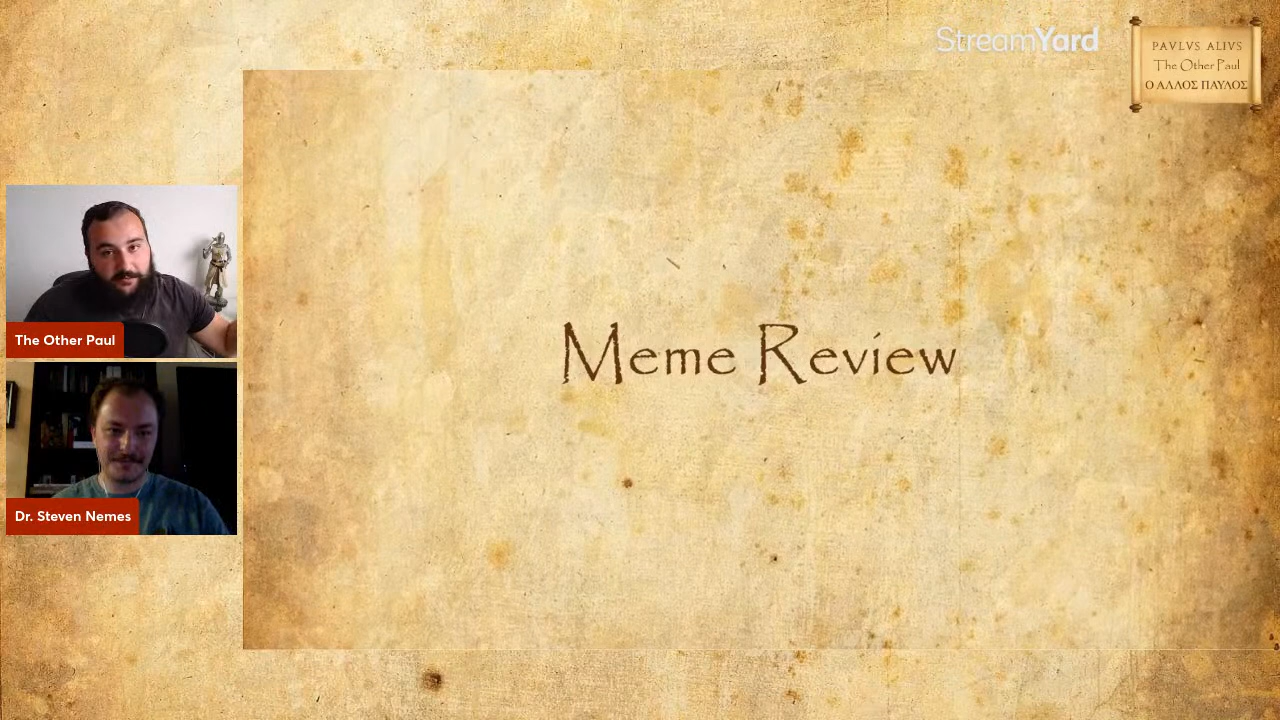 StreamYard
PAVLVS ALIVS
The Other Paul
Ο ΑΛΛΟΣ ΠΑΥΛΟΣ
The Other Paul
Meme Review
Dr. Steven Nemes